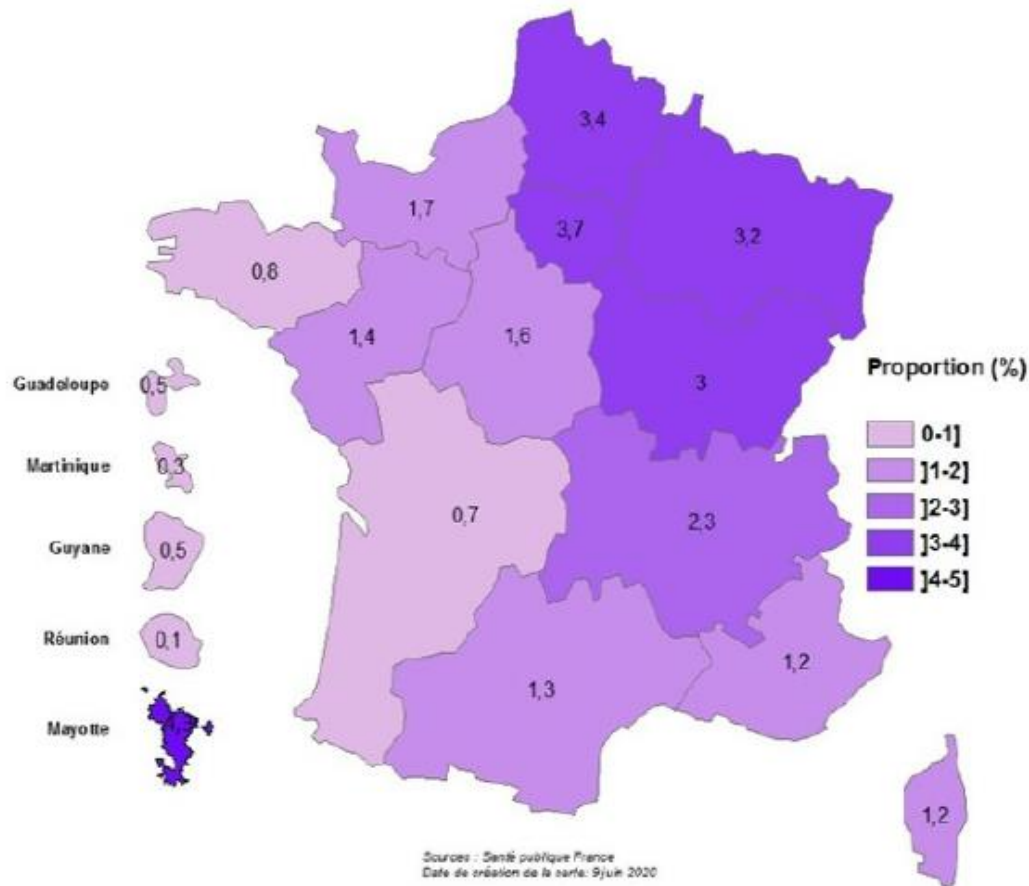 3,4
1,7
3,7
3,2
0,8
1,4
1,6
Proportion (%)
3
Guadeloupe
0,5
0-1]
Martinique
0,3
]1-2]
0,7
]2-3]
2,3
Guyane
0,5
]3-4]
]4-5]
Réunion
0,1
1,2
1,3
Mayotte
1,2
Sources : Santé publique France
Date de création de la carte: 9 juin 2020